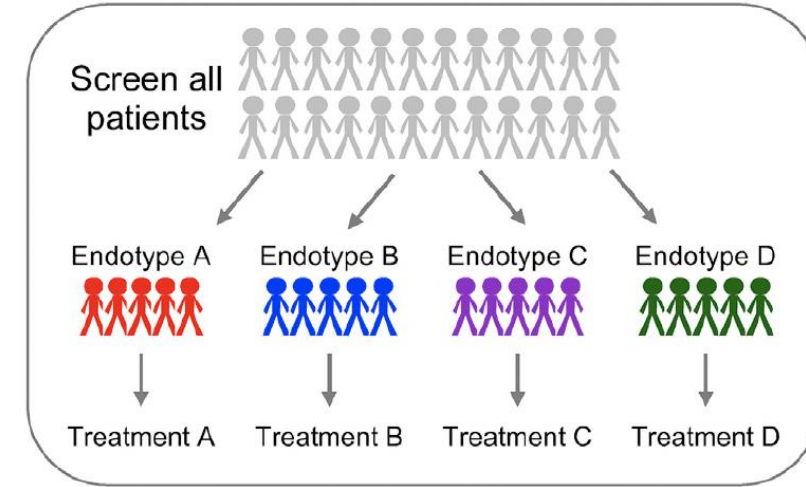 Screen all
patients
Endotype A
Endotype B
Endotype C
Endotype D
Treatment A
Treatment B
Treatment C
Treatment D